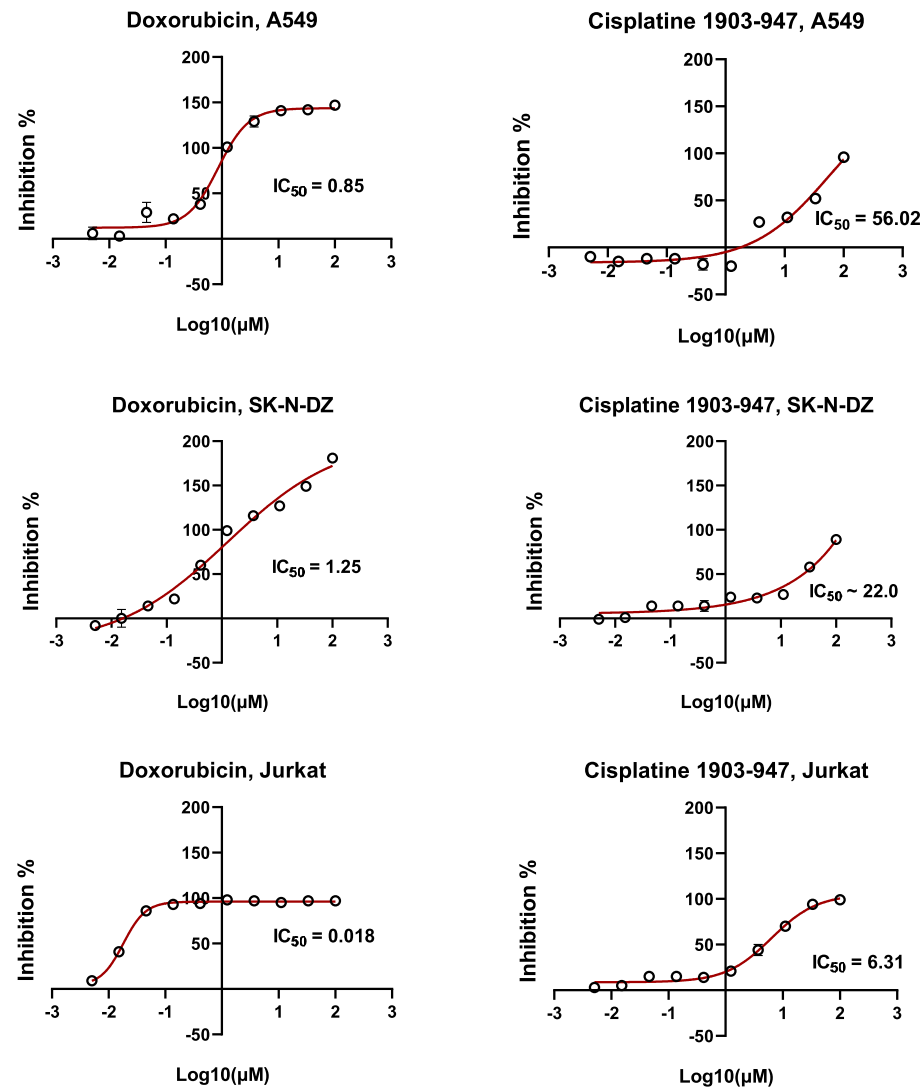 Doxorubicin, A549
200
150
100
50
-50
-3
-2
-1
1
2
3
Inhibition %
IC50 = 0.85
Log10(µM)
Cisplatine 1903-947, A549
200
150
100
50
-50
-3
-2
-1
1
2
3
Inhibition %
IC50 = 56.02
Log10(µM)
Doxorubicin, SK-N-DZ
200
150
100
50
-50
-3
-2
-1
1
2
3
Inhibition %
IC50 = 1.25
Log10(µM)
Cisplatine 1903-947, SK-N-DZ
200
150
100
50
-50
-3
-2
-1
1
2
3
Inhibition %
IC50 ~ 22.0
Log10(µM)
Doxorubicin, Jurkat
200
150
100
50
-50
-3
-2
-1
1
2
3
Inhibition %
IC50 = 0.018
Log10(µM)
Cisplatine 1903-947, Jurkat
200
150
100
50
-50
-3
-2
-1
1
2
3
Inhibition %
IC50 = 6.31
Log10(µM)